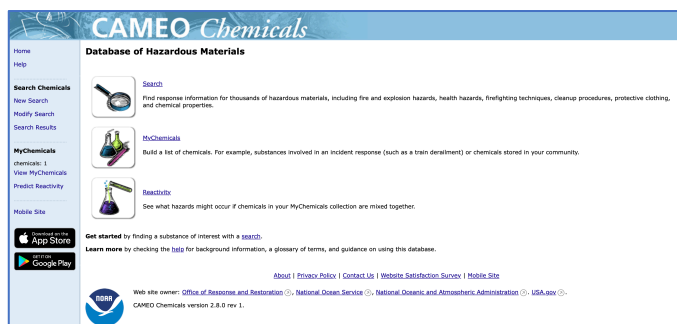 CAMEO Chemicals
Home
Help
Search Chemicals
New Search
Modify Search
Search Results
MyChemicals
chemicals: 1
View MyChemicals
Predict Reactivity
Mobile Site
Download on the
App Store
GET IT ON
Google Play
Database of Hazardous Materials
Search
Find response information for thousands of hazardous materials, including fire and explosion hazards, health hazards, firefighting techniques, cleanup procedures, protective clothing,
and chemical properties.
MyChemicals
Build a list of chemicals. For example, substances involved in an incident response (such as a train derailment) or chemicals stored in your community.
Reactivity
See what hazards might occur if chemicals in your MyChemicals collection are mixed together.
Get started by finding a substance of interest with a search.
Learn more by checking the help for background information, a glossary of terms, and guidance on using this database.
About | Privacy Policy | Contact Us | Website Satisfaction Survey | Mobile Site
NOAA
Web site owner: Office of Response and Restoration, National Ocean Service, National Oceanic and Atmospheric Administration. USA.gov.
CAMEO Chemicals version 2.8.0 rev 1.